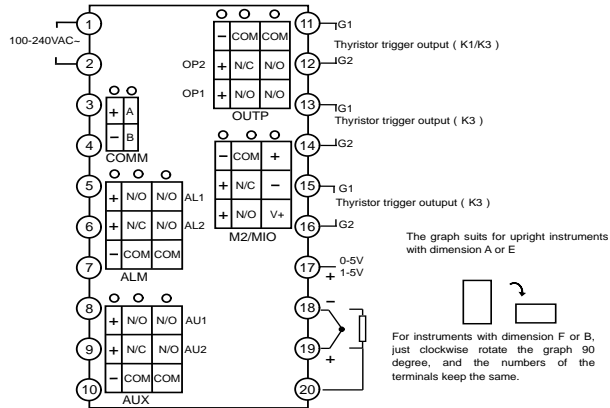 1
100-240VAC~
2
3
+ A
4
- B
COMM
5
+ N/O N/O AL1
6
+ N/C N/O AL2
7
- COM COM
ALM
8
+ N/O N/O AU1
9
+ N/C N/O AU2
10
- COM COM
AUX
- COM COM
OP2 + N/C N/O
OP1 + N/O N/O
OUTP
- COM +
+ N/C -
+ N/O V+
M2/MIO
11 G1
Thyristor trigger output ( K1/K3 )
12 G2
13 G1
Thyristor trigger output ( K3 )
14 G2
15 G1
Thyristor trigger outuput ( K3 )
16 G2
17 0-5V
+ 1-5V
18 -
19 +
20
The graph suits for upright instruments
with dimension A or E
For instruments with dimension F or B,
just clockwise rotate the graph 90
degree, and the numbers of the
terminals keep the same.